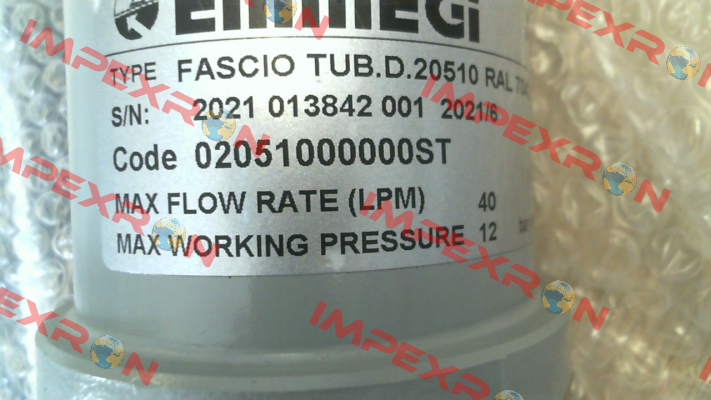 EmmeGi
TYPE FASCIO TUB.D.20510 RAL
S/N: 2021 013842 001 2021/6
Code 02051000000ST
MAX FLOW RATE (LPM) 40
MAX WORKING PRESSURE 12
IMPEXRON
IMPEXRON
IMPEXRON
IMPEXRON
IMPEXRON
IMPEXRON